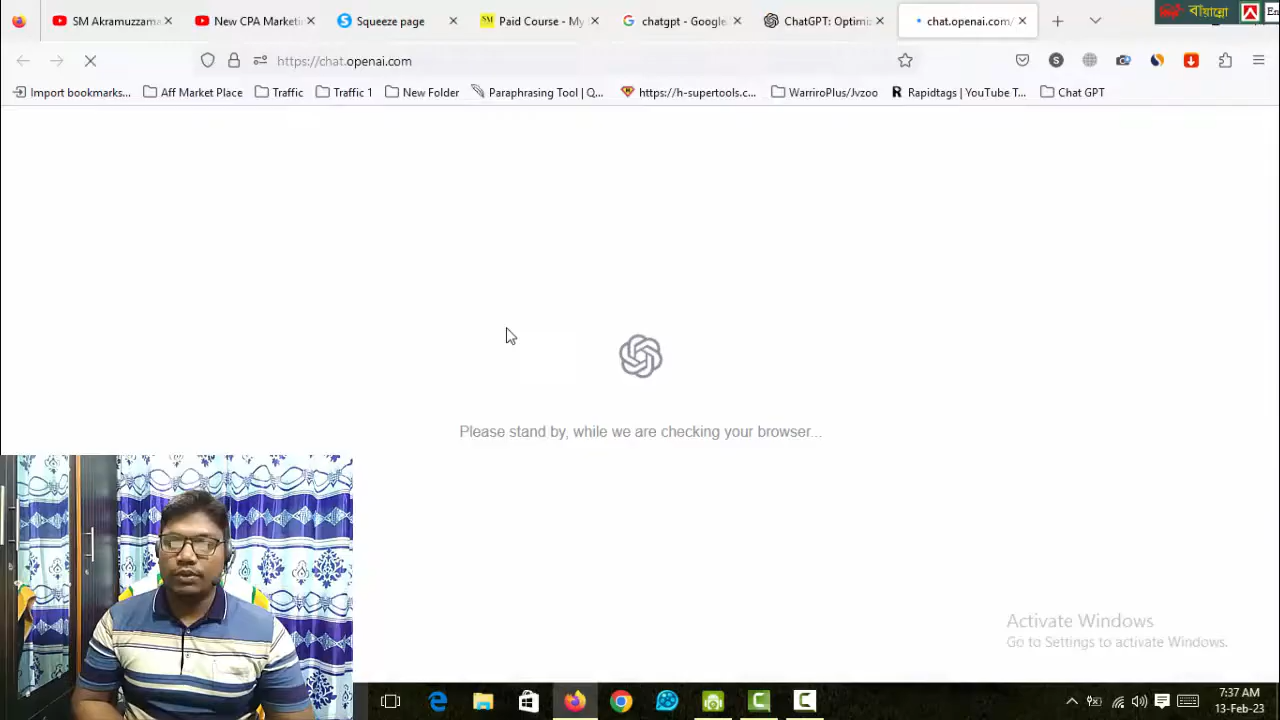 SM Akramuzzama
New CPA Marketi
Squeeze page
Paid Course - My
chatgpt - Google
ChatGPT: Optimi
chat.openai.com/
বায়ান্নো
En
https://chat.openai.com
Import bookmarks...
Aff Market Place
Traffic
Traffic 1
New Folder
Paraphrasing Tool | Q...
https://h-supertools.c...
WarriroPlus/Jvzoo
Rapidtags | YouTube T...
Chat GPT
Please stand by, while we are checking your browser...
Activate Windows
Go to Settings to activate Windows.
7:37 AM
13-Feb-23